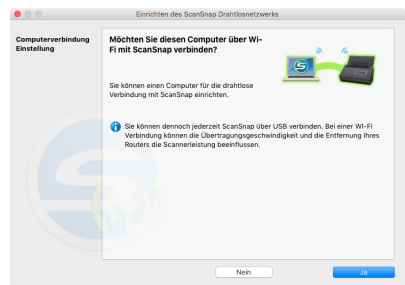 Einrichten des ScanSnap Drahtlosnetzwerks
Computerverbindung
Einstellung
Möchten Sie diesen Computer über Wi-
Fi mit ScanSnap verbinden?
Sie können einen Computer für die drahtlose
Verbindung mit ScanSnap einrichten.
Sie können dennoch jederzeit ScanSnap über USB verbinden. Bei einer Wi-Fi
Verbindung können die Übertragungsgeschwindigkeit und die Entfernung Ihres
Routers die Scannerleistung beeinflussen.
Nein
Ja